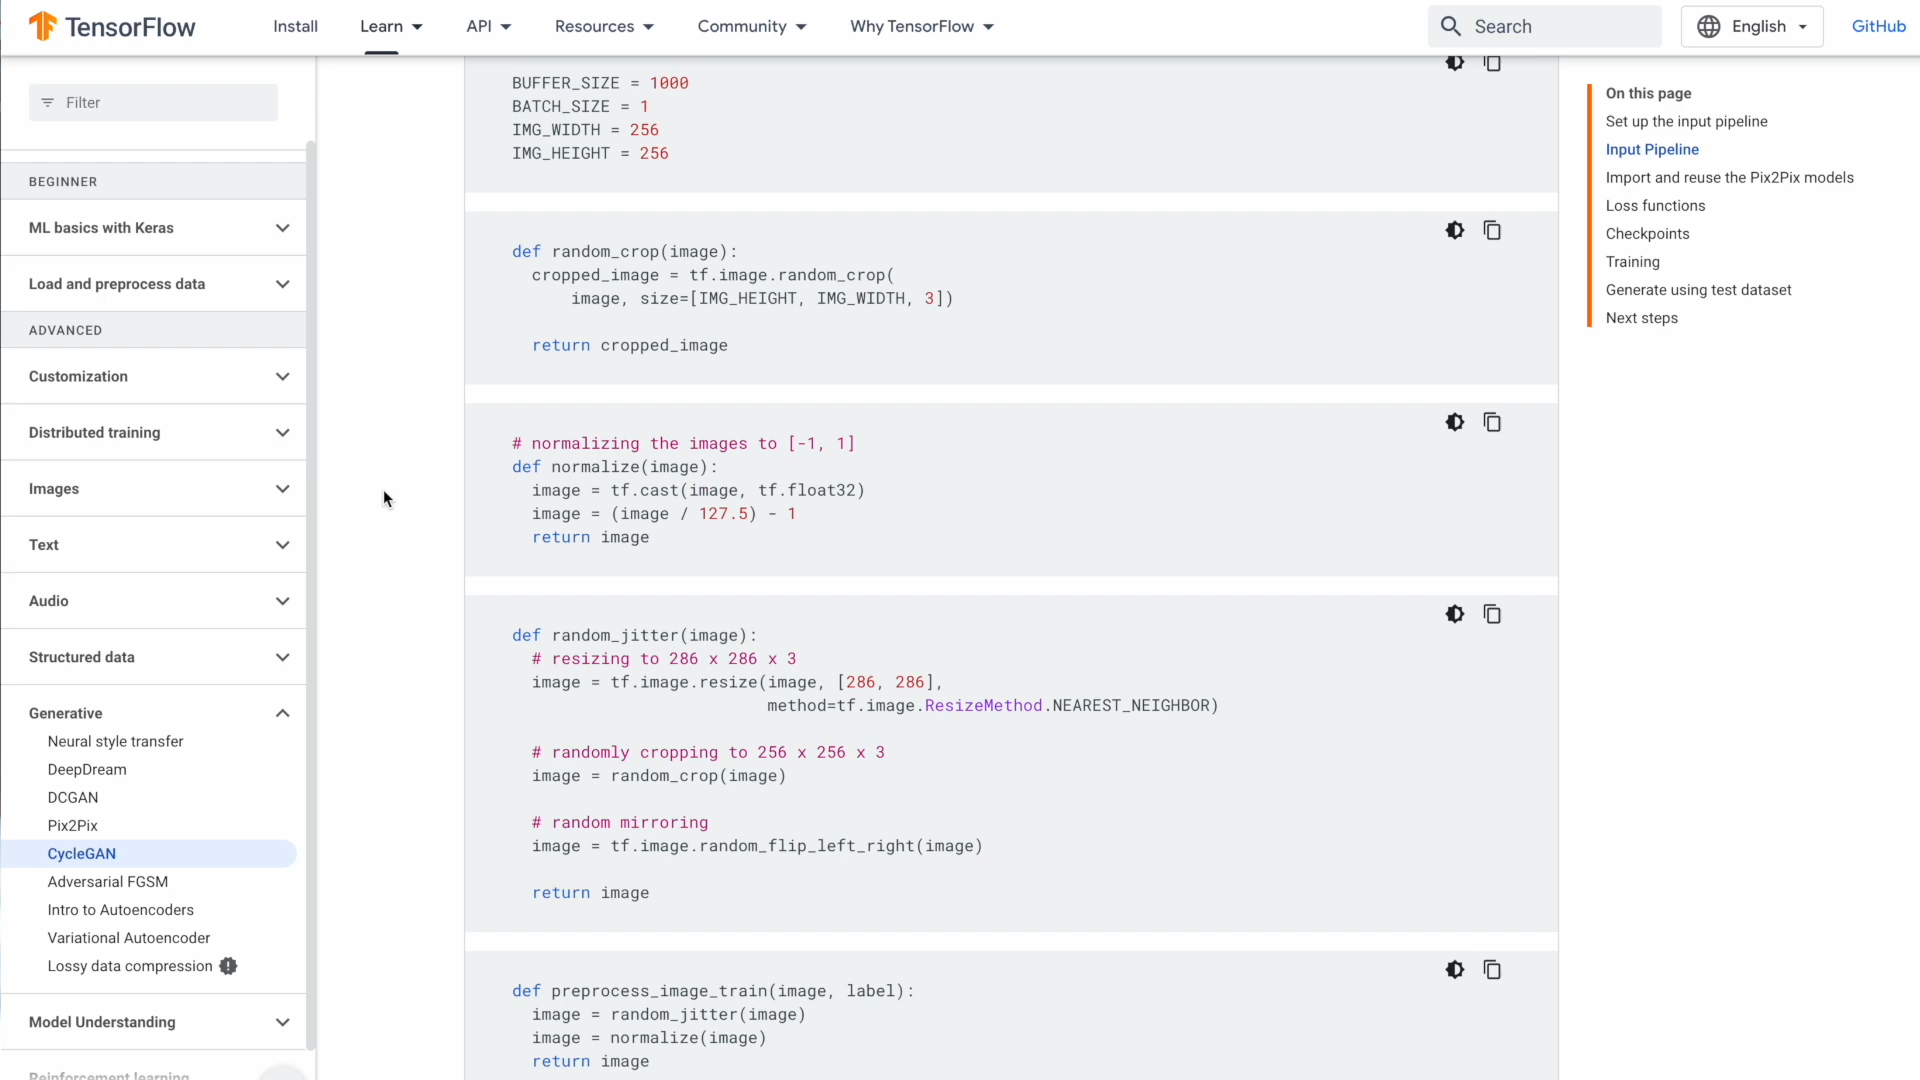 TensorFlow
Install
Learn
API
Resources
Community
Why TensorFlow
Search
English
GitHub
Filter
BEGINNER
ML basics with Keras
Load and preprocess data
ADVANCED
Customization
Distributed training
Images
Text
Audio
Structured data
Generative
Neural style transfer
DeepDream
DCGAN
Pix2Pix
CycleGAN
Adversarial FGSM
Intro to Autoencoders
Variational Autoencoder
Lossy data compression
Model Understanding
Reinforcement learning
BUFFER_SIZE = 1000
BATCH_SIZE = 1
IMG_WIDTH = 256
IMG_HEIGHT = 256
def random_crop(image):
  cropped_image = tf.image.random_crop(
      image, size=[IMG_HEIGHT, IMG_WIDTH, 3])
  return cropped_image
# normalizing the images to [-1, 1]
def normalize(image):
  image = tf.cast(image, tf.float32)
  image = (image / 127.5) - 1
  return image
def random_jitter(image):
  # resizing to 286 x 286 x 3
  image = tf.image.resize(image, [286, 286],
                          method=tf.image.ResizeMethod.NEAREST_NEIGHBOR)
  # randomly cropping to 256 x 256 x 3
  image = random_crop(image)
  # random mirroring
  image = tf.image.random_flip_left_right(image)
  return image
def preprocess_image_train(image, label):
  image = random_jitter(image)
  image = normalize(image)
  return image
On this page
Set up the input pipeline
Input Pipeline
Import and reuse the Pix2Pix models
Loss functions
Checkpoints
Training
Generate using test dataset
Next steps